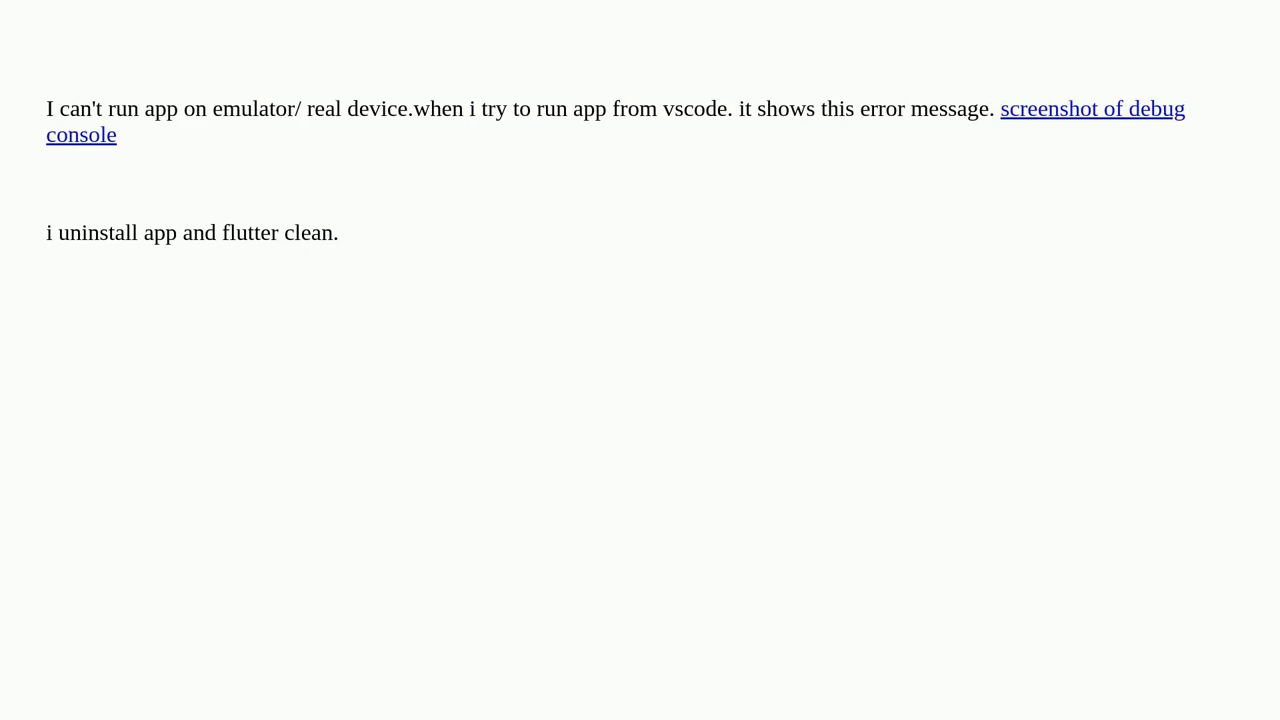 I can't run app on emulator/ real device.when i try to run app from vscode. it shows this error message. screenshot of debug
console
i uninstall app and flutter clean.